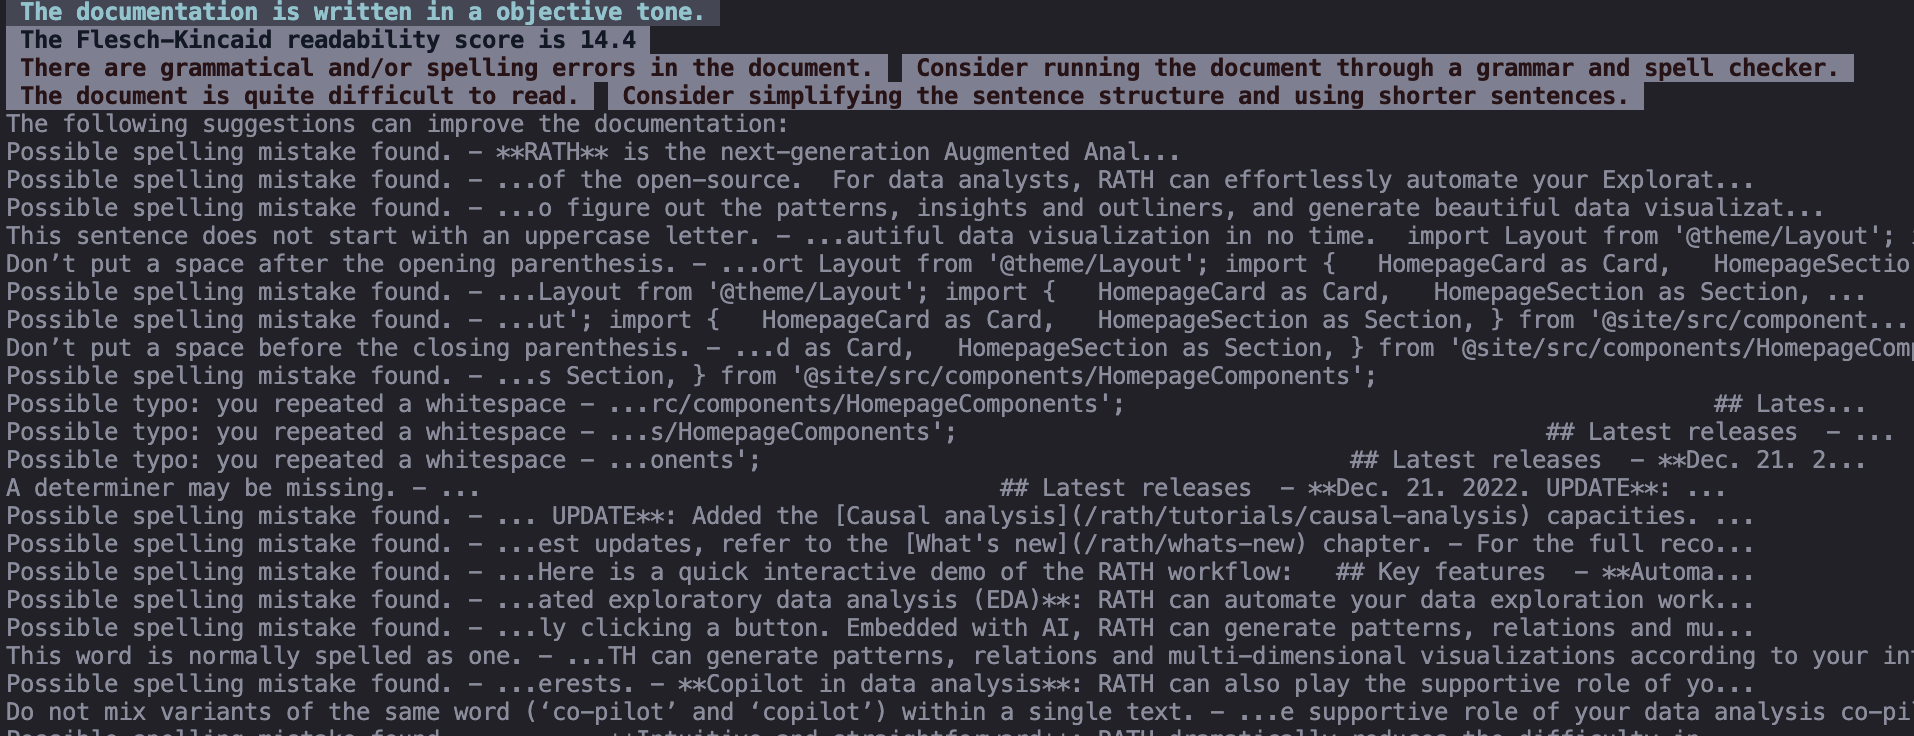 The documentation is written in a objective tone.
The Flesch-Kincaid readability score is 14.4
There are grammatical and/or spelling errors in the document. Consider running the document through a grammar and spell checker.
The document is quite difficult to read. Consider simplifying the sentence structure and using shorter sentences.
The following suggestions can improve the documentation:
Possible spelling mistake found. - **RATH** is the next-generation Augmented Anal...
Possible spelling mistake found. - ...of the open-source.  For data analysts, RATH can effortlessly automate your Explorat...
Possible spelling mistake found. - ...o figure out the patterns, insights and outliners, and generate beautiful data visualizat...
This sentence does not start with an uppercase letter. - ...autiful data visualization in no time.  import Layout from '@theme/Layout';
Don’t put a space after the opening parenthesis. - ...ort Layout from '@theme/Layout'; import {   HomepageCard as Card,   HomepageSectio
Possible spelling mistake found. - ...Layout from '@theme/Layout'; import {   HomepageCard as Card,   HomepageSection as Section, ...
Possible spelling mistake found. - ...ut'; import {   HomepageCard as Card,   HomepageSection as Section, } from '@site/src/component...
Don’t put a space before the closing parenthesis. - ...d as Card,   HomepageSection as Section, } from '@site/src/components/HomepageCom
Possible spelling mistake found. - ...s Section, } from '@site/src/components/HomepageComponents';
Possible typo: you repeated a whitespace - ...rc/components/HomepageComponents'; ## Lates...
Possible typo: you repeated a whitespace - ...s/HomepageComponents'; ## Latest releases  - ...
Possible typo: you repeated a whitespace - ...onents'; ## Latest releases  - **Dec. 21. 2...
A determiner may be missing. - ... ## Latest releases  - **Dec. 21. 2022. UPDATE**: ...
Possible spelling mistake found. - ... UPDATE**: Added the [Causal analysis](/rath/tutorials/causal-analysis) capacities. ...
Possible spelling mistake found. - ...est updates, refer to the [What's new](/rath/whats-new) chapter. - For the full reco...
Possible spelling mistake found. - ...Here is a quick interactive demo of the RATH workflow:   ## Key features  - **Automa...
Possible spelling mistake found. - ...ated exploratory data analysis (EDA)**: RATH can automate your data exploration work...
Possible spelling mistake found. - ...ly clicking a button. Embedded with AI, RATH can generate patterns, relations and mu...
This word is normally spelled as one. - ...TH can generate patterns, relations and multi-dimensional visualizations according to your in
Possible spelling mistake found. - ...erests. - **Copilot in data analysis**: RATH can also play the supportive role of yo...
Do not mix variants of the same word (‘co-pilot’ and ‘copilot’) within a single text. - ...e supportive role of your data analysis co-pil
Possible spelling mistake found. - **Intuitive and straightforward**: RATH dramatically reduces the difficulty in